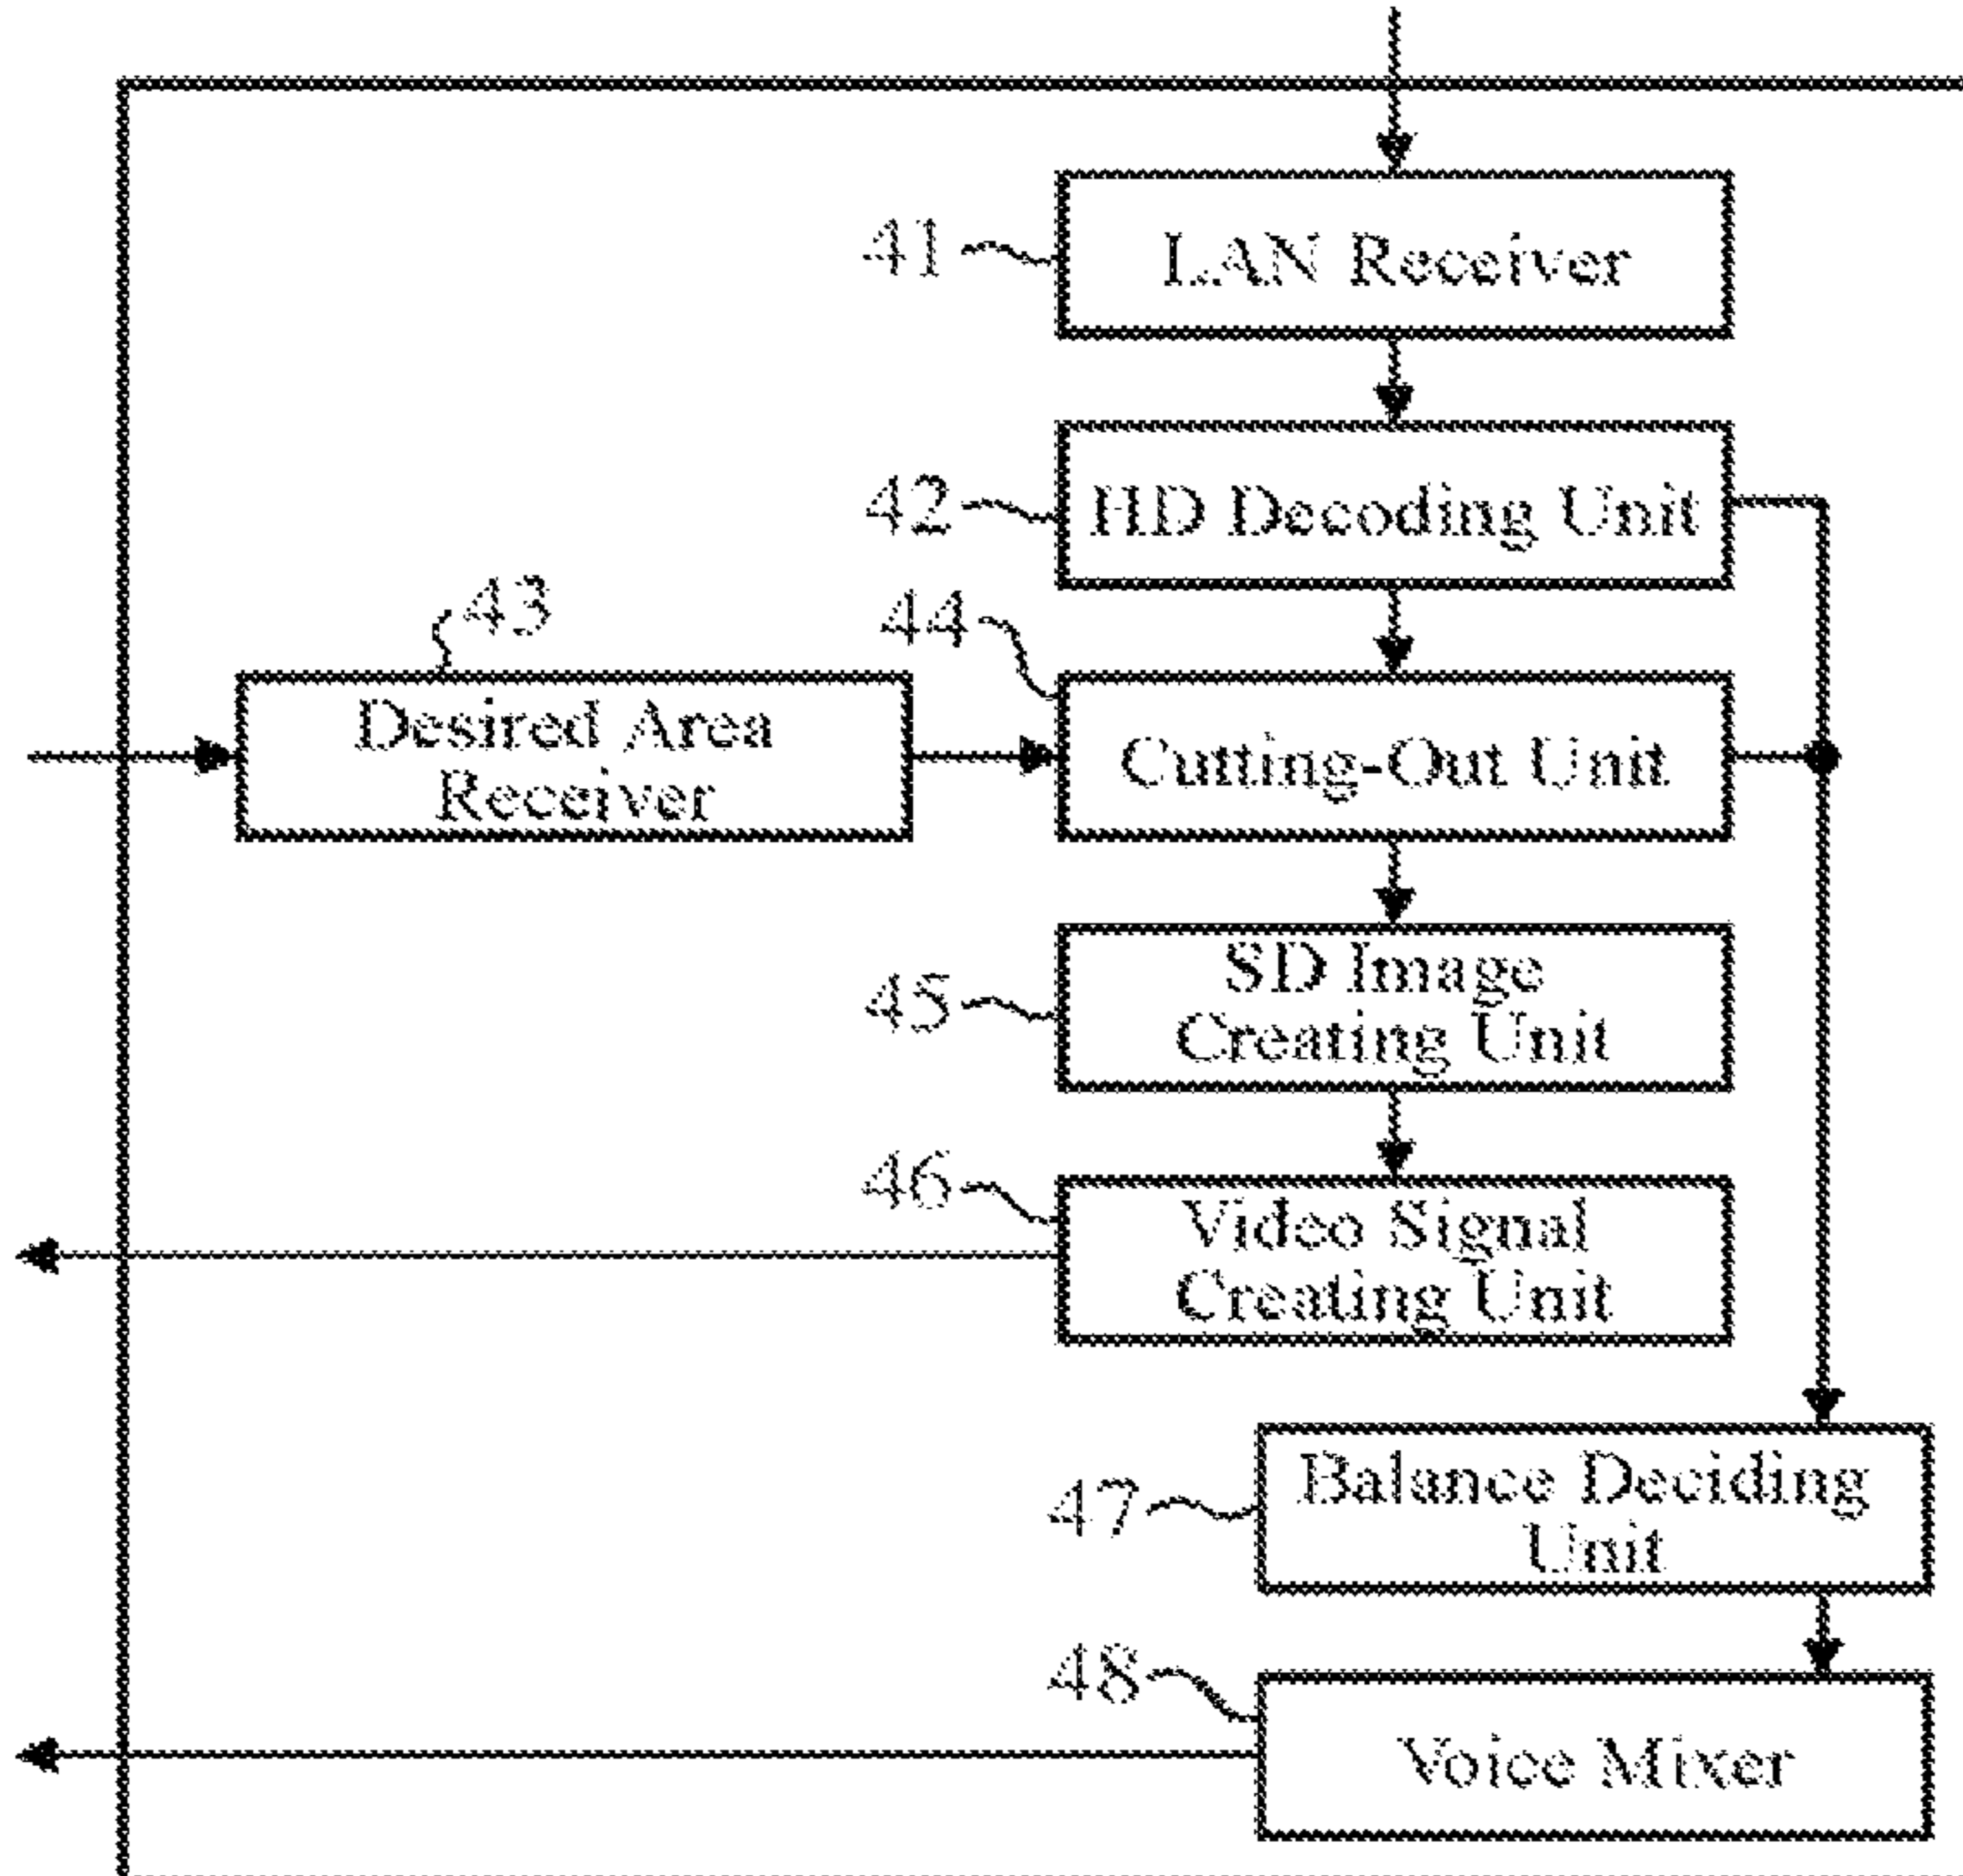 41
LAN Receiver
42
HD Decoding Unit
43
Desired Area
Receiver
44
Cutting-Out Unit
45
SD Image
Creating Unit
46
Video Signal
Creating Unit
47
Balance Deciding
Unit
48
Voice Mixer